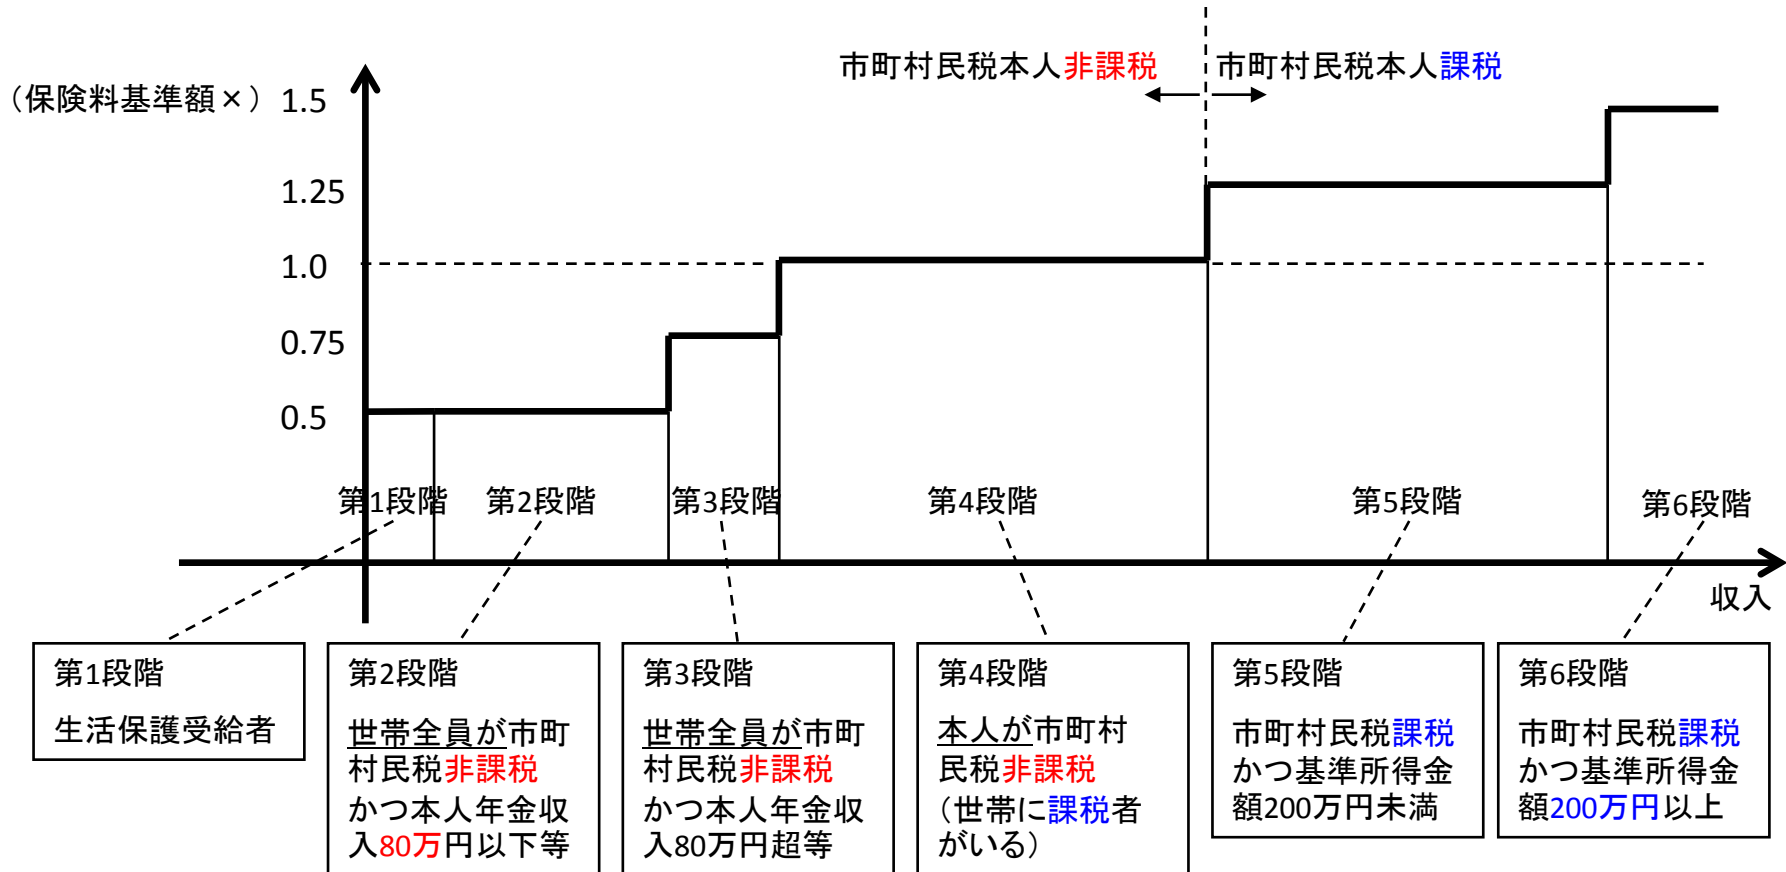 市町村民税本人非課税
市町村民税本人課税
（保険料基準額×）
1.5
1.25
1.0
0.75
0.5
第1段階
第2段階
第3段階
第4段階
第5段階
第6段階
収入
第1段階
生活保護受給者
第2段階
世帯全員が市町
村民税非課税
かつ本人年金収
入80万円以下等
第3段階
世帯全員が市町
村民税非課税
かつ本人年金収
入80万円超等
第4段階
本人が市町村
民税非課税
（世帯に課税者
がいる）
第5段階
市町村民税課税
かつ基準所得金
額200万円未満
第6段階
市町村民税課税
かつ基準所得金
額200万円以上